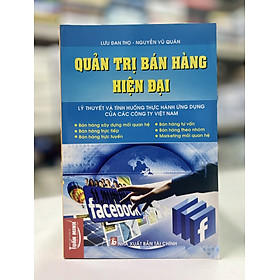 LƯU ĐAN THỌ - NGUYỄN VŨ QUÂN
QUẢN TRỊ BÁN HÀNG
HIỆN ĐẠI
LÝ THUYẾT VÀ TÌNH HUỐNG THỰC HÀNH ỨNG DỤNG
CỦA CÁC CÔNG TY VIỆT NAM
Bán hàng xây dựng mối quan hệ
Bán hàng trực tiếp
Bán hàng trực tuyến
Bán hàng tư vấn
Bán hàng theo nhóm
Marketing mối quan hệ
facebook
f
NHÀ XUẤT BẢN TÀI CHÍNH